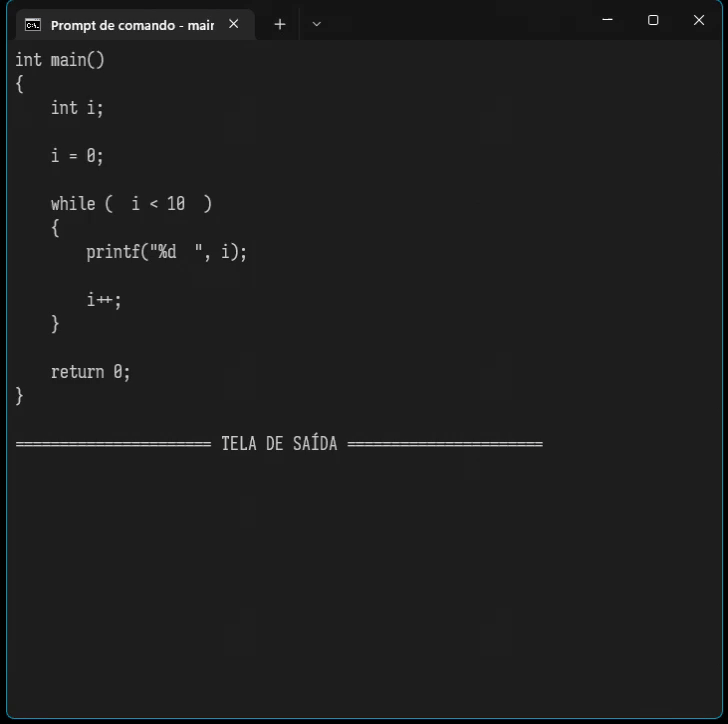 Prompt de comando - mair
int main()
{
    int i;
    i = 0;
    while (  i < 10  )
    {
        printf("%d  ", i);
        i++;
    }
    return 0;
}
====================== TELA DE SAÍDA ======================